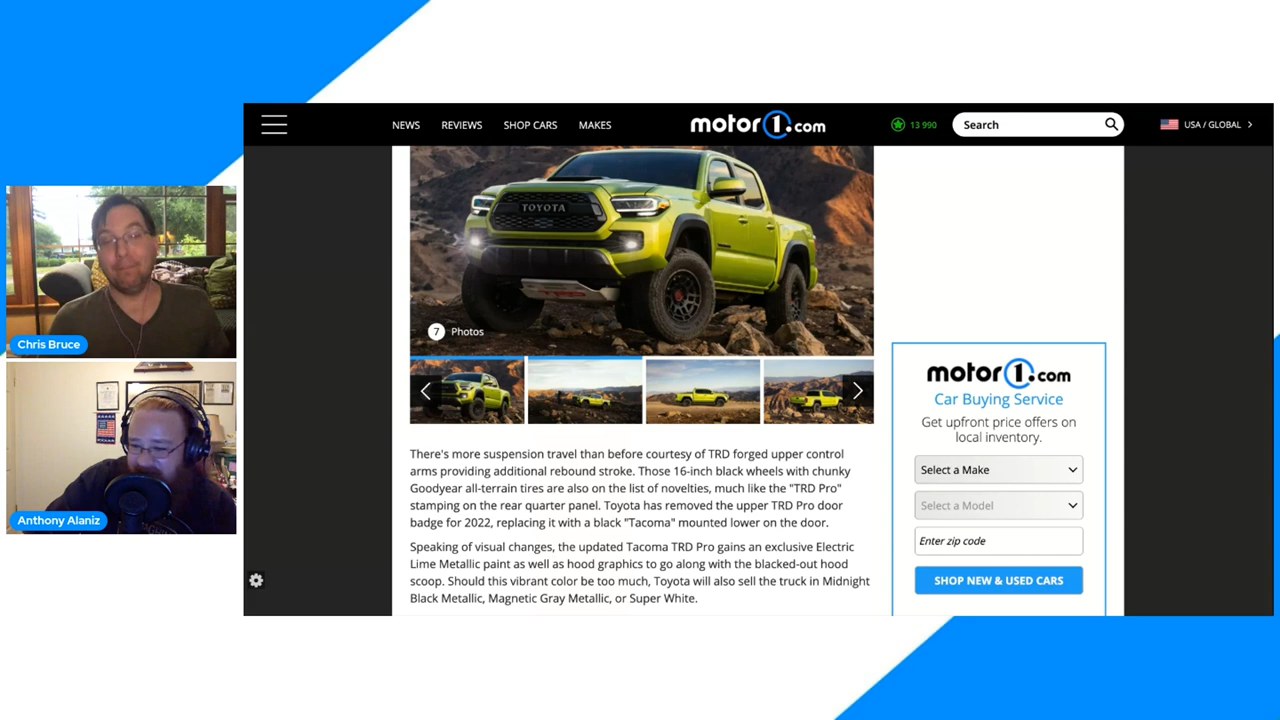 NEWS
REVIEWS
SHOP CARS
MAKES
motor1.com
13 990
Search
USA / GLOBAL
TOYOTA
7 Photos
Chris Bruce
Anthony Alaniz
There's more suspension travel than before courtesy of TRD forged upper control
arms providing additional rebound stroke. Those 16-inch black wheels with chunky
Goodyear all-terrain tires are also on the list of novelties, much like the "TRD Pro"
stamping on the rear quarter panel. Toyota has removed the upper TRD Pro door
badge for 2022, replacing it with a black "Tacoma" mounted lower on the door.
Speaking of visual changes, the updated Tacoma TRD Pro gains an exclusive Electric
Lime Metallic paint as well as hood graphics to go along with the blacked-out hood
scoop. Should this vibrant color be too much, Toyota will also sell the truck in Midnight
Black Metallic, Magnetic Gray Metallic, or Super White.
motor1.com
Car Buying Service
Get upfront price offers on
local inventory.
Select a Make
Select a Model
Enter zip code
SHOP NEW & USED CARS